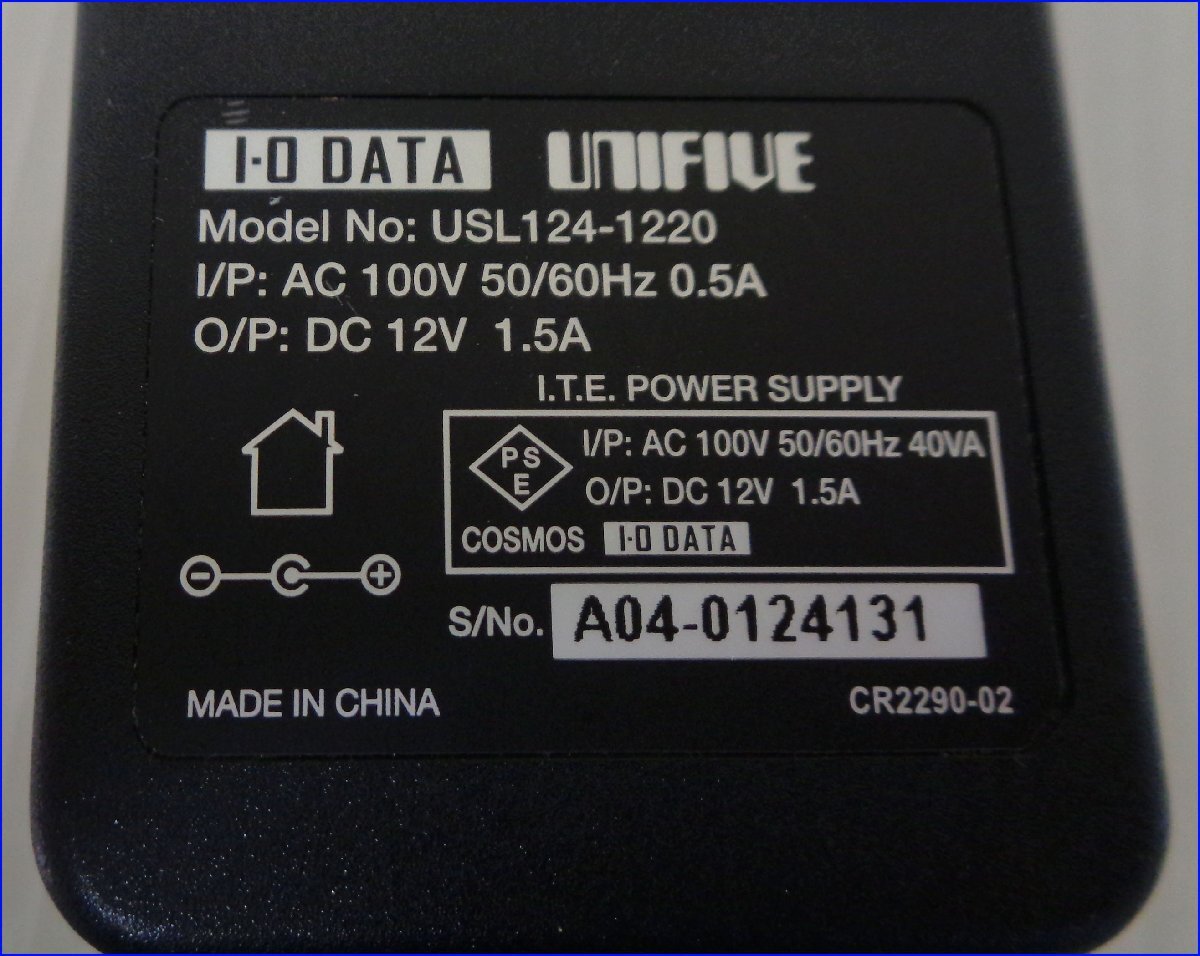 I-O DATA UNIFIVE
Model No: USL124-1220
I/P: AC 100V 50/60Hz 0.5A
O/P: DC 12V 1.5A
I.T.E. POWER SUPPLY
PS
E
I/P: AC 100V 50/60Hz 40VA
O/P: DC 12V 1.5A
COSMOS I-O DATA
S/No. A04-0124131
MADE IN CHINA
CR2290-02